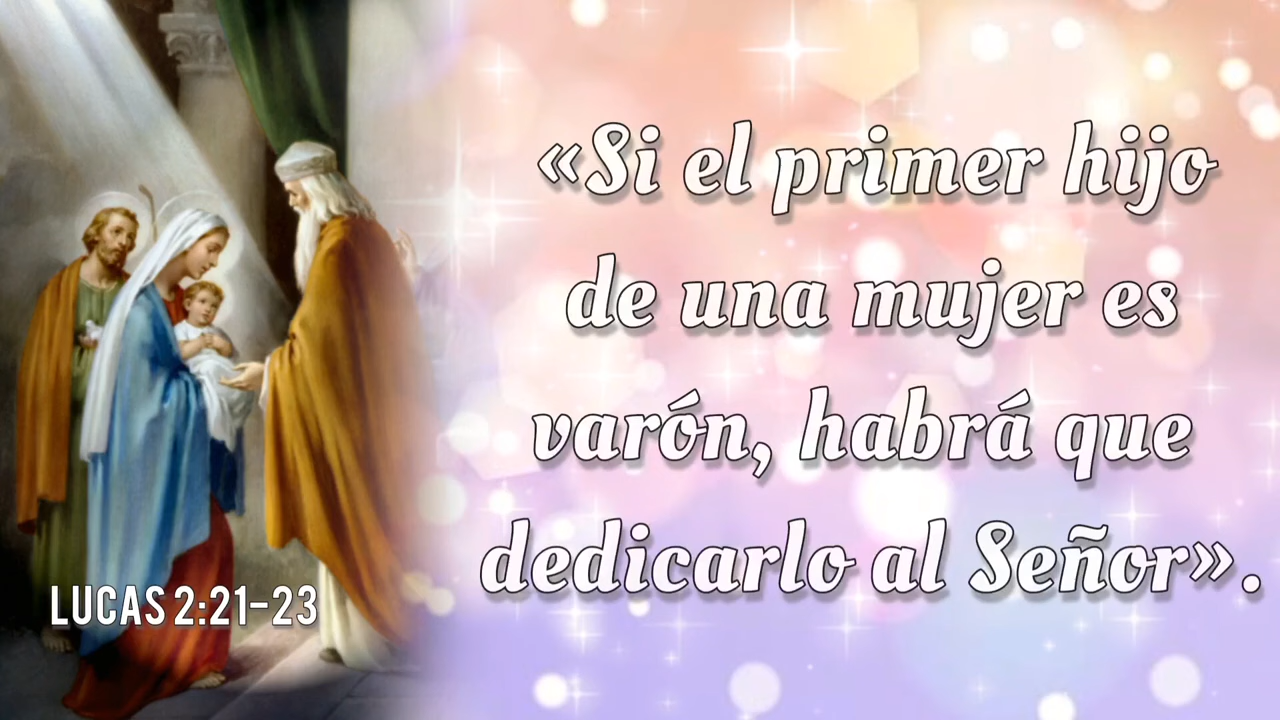 «Si el primer hijo
de una mujer es
varón, habrá que
dedicarlo al Señor».
LUCAS 2:21-23